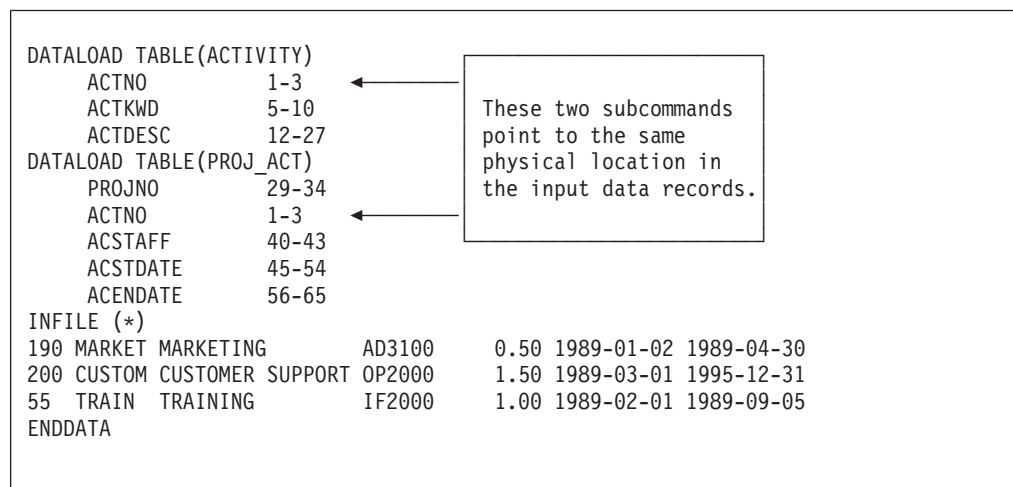 DATALOAD TABLE(ACTIVITY)
ACTNO 1-3
ACTKWD 5-10
ACTDESC 12-27
DATALOAD TABLE(PROJ_ACT)
PROJNO 29-34
ACTNO 1-3
ACSTAFF 40-43
ACSTDATE 45-54
ACENDATE 56-65
These two subcommands
point to the same
physical location in
the input data records.
INFILE (*)
190 MARKET MARKETING AD3100 0.50 1989-01-02 1989-04-30
200 CUSTOM CUSTOMER SUPPORT OP2000 1.50 1989-03-01 1995-12-31
55 TRAIN TRAINING IF2000 1.00 1989-02-01 1989-09-05
ENDDATA